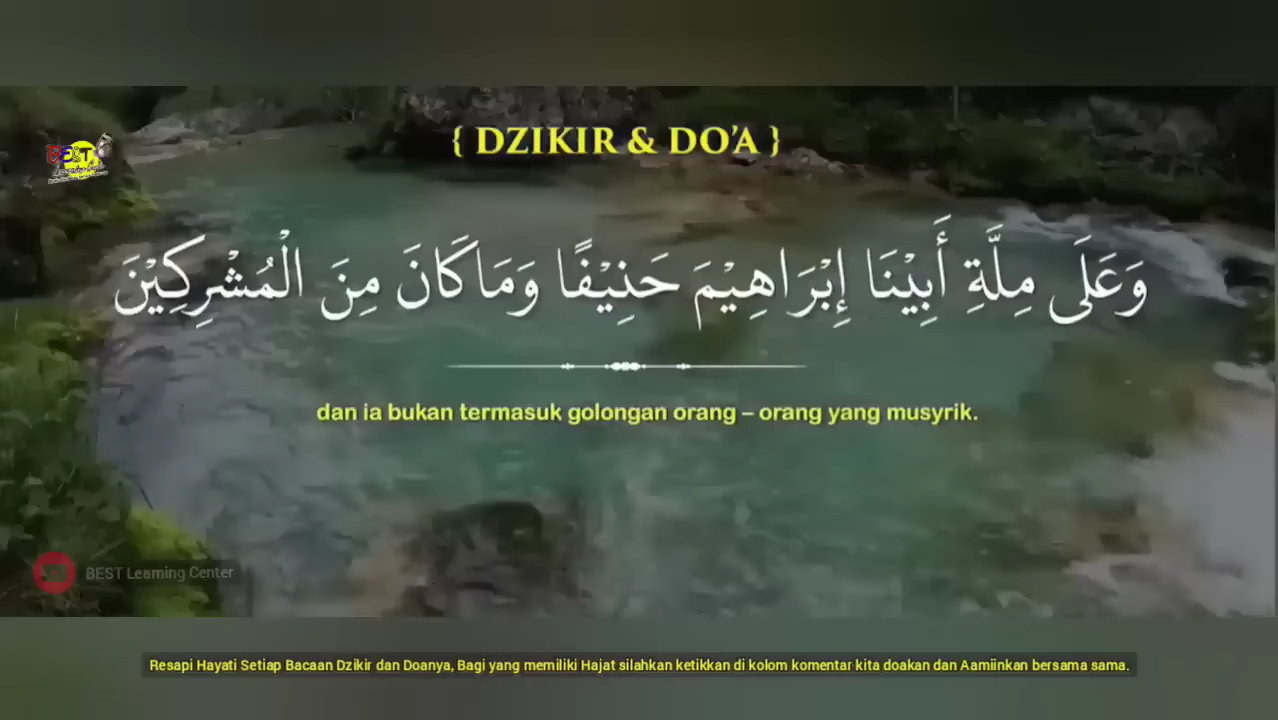 { DZIKIR & DO’A }
BEST
وَعَلَى مِلَّةِ أَبِيْنَا إِبْرَاهِيْمَ حَنِيْفًا وَمَاكَانَ مِنَ الْمُشْرِكِيْنَ
dan ia bukan termasuk golongan orang – orang yang musyrik.
BEST Learning Center
Resapi Hayati Setiap Bacaan Dzikir dan Doanya, Bagi yang memiliki Hajat silahkan ketikkan di kolom komentar kita doakan dan Aamiinkan bersama sama.